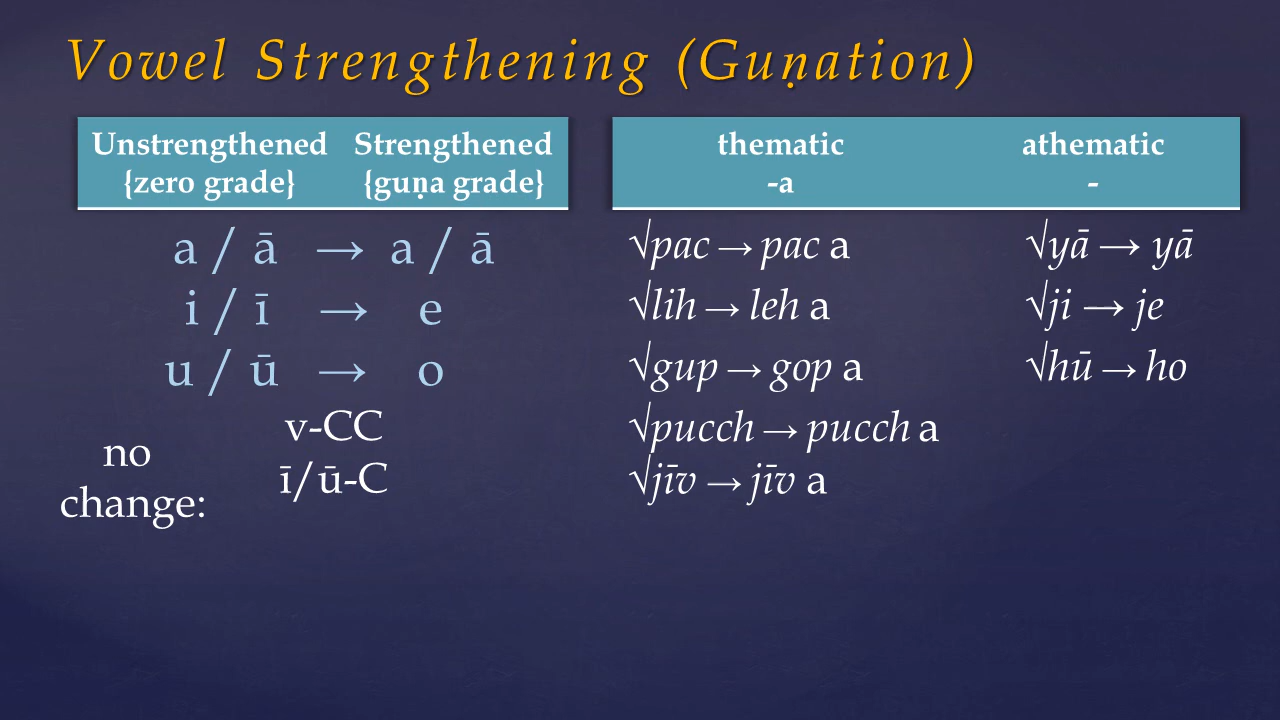 Vowel Strengthening (Guṇation)
Unstrengthened Strengthened
{zero grade} {guṇa grade}
a / ā → a / ā
i / ī → e
u / ū → o
no change:
v-CC
ī/ū-C
thematic athematic
-a -
√pac → pac a √yā → yā
√lih → leh a √ji → je
√gup → gop a √hū → ho
√pucch → pucch a
√jīv → jīv a